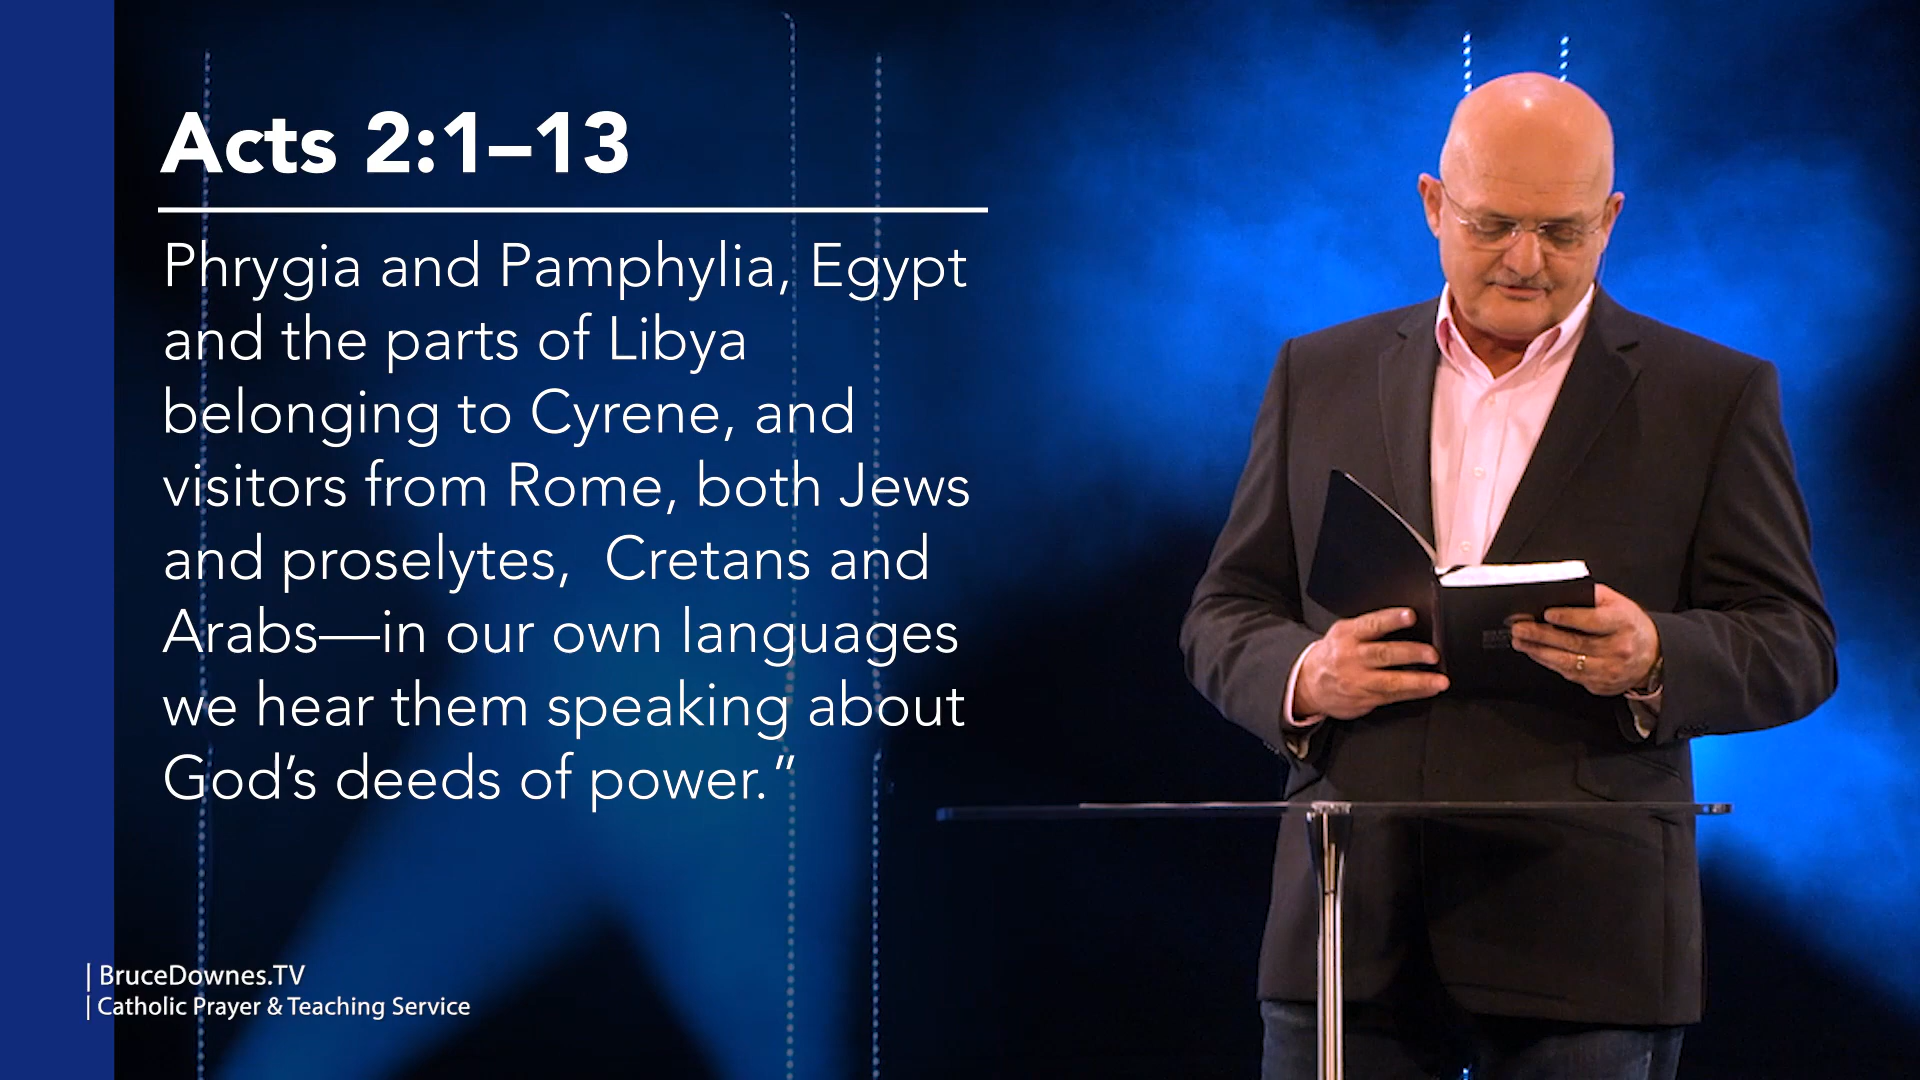 Acts 2:1–13
Phrygia and Pamphylia, Egypt
and the parts of Libya
belonging to Cyrene, and
visitors from Rome, both Jews
and proselytes,  Cretans and
Arabs—in our own languages
we hear them speaking about
God’s deeds of power.”
| BruceDownes.TV
| Catholic Prayer & Teaching Service